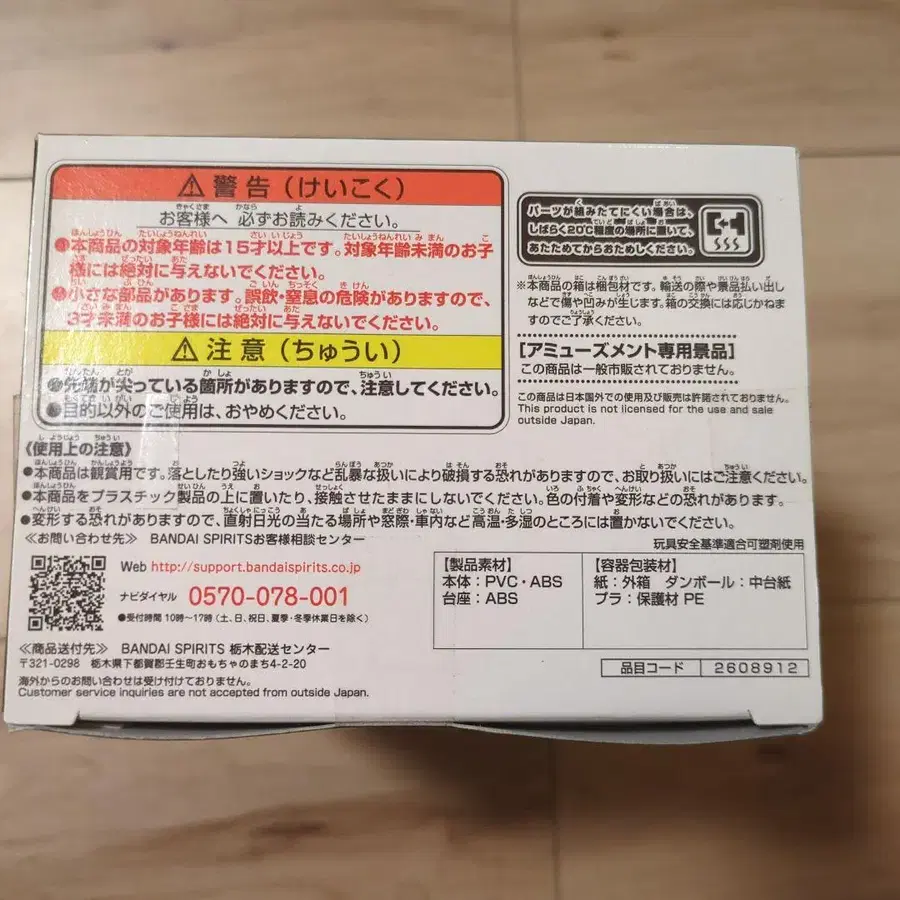 ⚠ 警告（けいこく）
お客様へ 必ずお読みください。
本商品の対象年齢は15才以上です。対象年齢未満のお子
様には絶対に与えないでください。
小さな部品があります。誤飲・窒息の危険がありますので、
3才未満のお子様には絶対に与えないでください。
⚠ 注意（ちゅうい）
先端が尖っている箇所がありますので、注意してください。
目的以外のご使用は、おやめください。
パーツが組みたてにくい場合は、
しばらく20℃程度の場所に置いて、
あたためてからおためしください。
※本商品の箱は梱包材です。輸送の際や景品払い出し
などで傷や凹みが生じます。箱の交換には応じかねま
すのでご了承ください。
[アミューズメント専用景品]
この商品は一般市販されておりません。
この商品は日本国外での使用及び販売は許諾されておりません。
This product is not licensed for the use and sale
outside Japan.
《使用上の注意》
●本商品は観賞用です。落としたり強いショックなど乱暴な扱いにより破損する恐れがありますので、お取り扱いにはご注意ください。
●本商品をプラスチック製品の上に置いたり、接触させたままにしないでください。色の付着や変形などの恐れがあります。
●変形する恐れがありますので、直射日光の当たる場所や窓際・車内など高温・多湿のところには置かないでください。
≪お問い合わせ先≫ BANDAI SPIRITSお客様相談センター
玩具安全基準適合可塑剤使用
Web http://support.bandaispirits.co.jp
ナビダイヤル 0570-078-001
●受付時間 10時〜17時（土、日、祝日、夏季・冬季休業日を除く）
【製品素材】
本体：PVC・ABS
台座：ABS
【容器包装材】
紙：外箱 ダンボール：中台紙
プラ：保護材 PE
≪商品送付先≫ BANDAI SPIRITS 栃木配送センター
〒321-0298 栃木県下都賀郡壬生町おもちゃのまち4-2-20
海外からのお問い合わせは受け付けておりません。
Customer service inquiries are not accepted from outside Japan.
品目コード 2608912